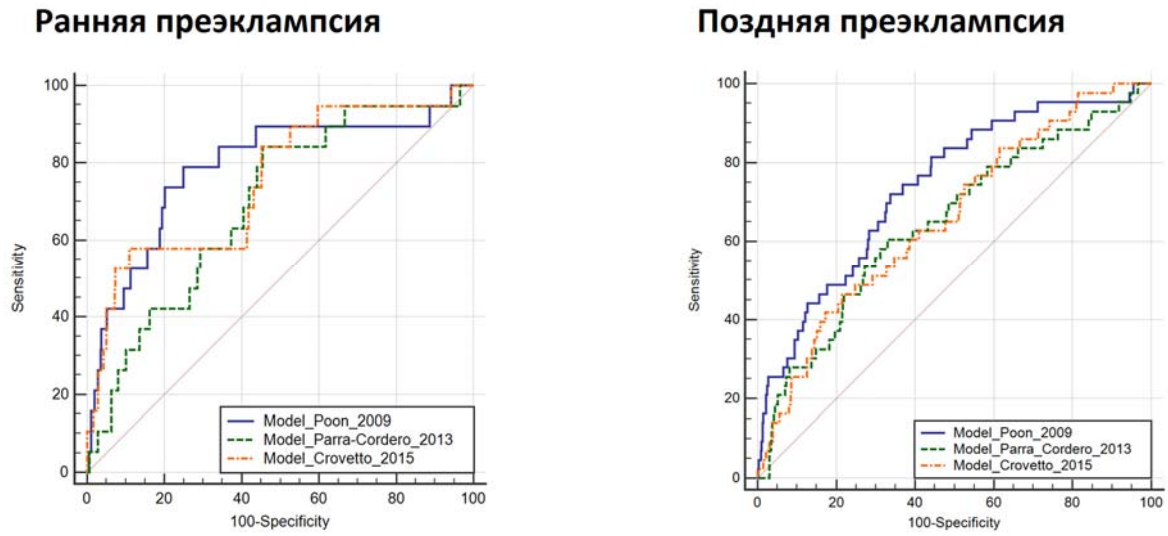 Ранняя преэклампсия
100
80
60
40
20
0
Sensitivity
Model_Poon_2009
Model_Parra-Cordero_2013
Model_Crovetto_2015
0 20 40 60 80 100
100-Specificity
Поздняя преэклампсия
100
80
60
40
20
0
Sensitivity
Model_Poon_2009
Model_Parra_Cordero_2013
Model_Crovetto_2015
0 20 40 60 80 100
100-Specificity